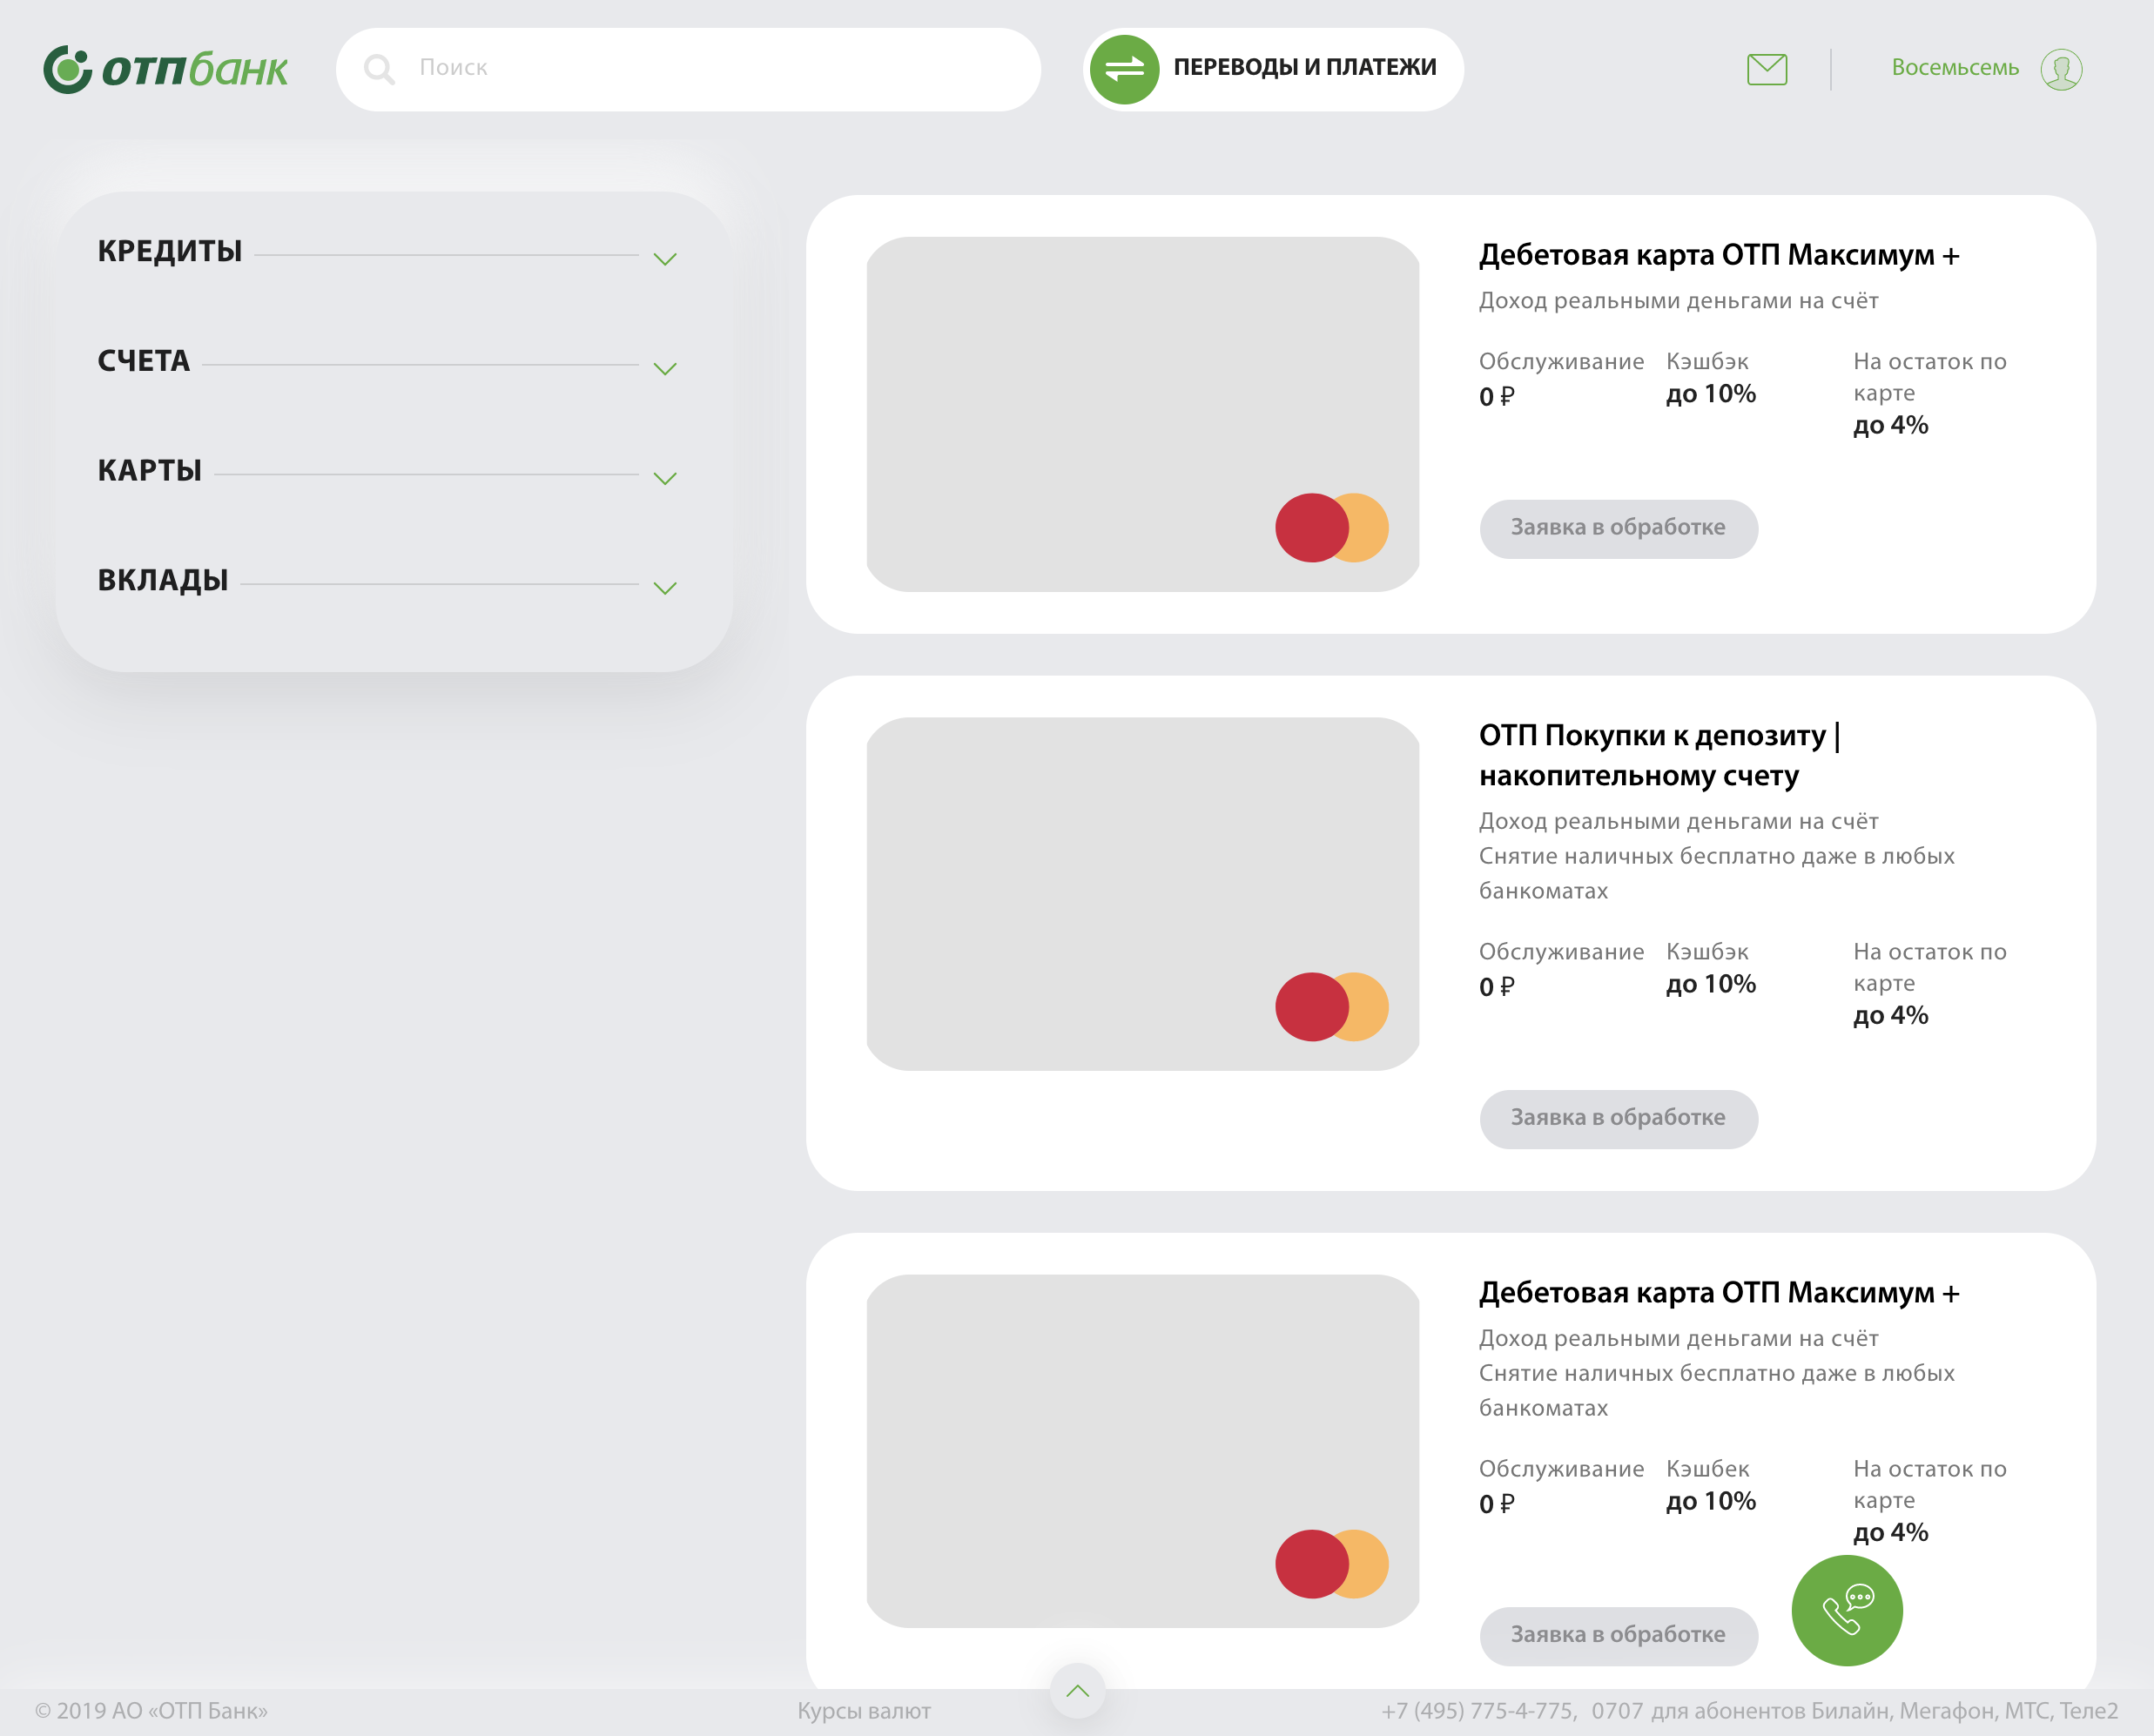 ОТПбанк
Поиск
ПЕРЕВОДЫ И ПЛАТЕЖИ
Восемьсемь
КРЕДИТЫ
СЧЕТА
КАРТЫ
ВКЛАДЫ
Дебетовая карта ОТП Максимум +
Доход реальными деньгами на счёт
Обслуживание
0 ₽
Кэшбэк
до 10%
На остаток по
карте
до 4%
Заявка в обработке
ОТП Покупки к депозиту |
накопительному счету
Доход реальными деньгами на счёт
Снятие наличных бесплатно даже в любых
банкоматах
Обслуживание
0 ₽
Кэшбэк
до 10%
На остаток по
карте
до 4%
Заявка в обработке
Дебетовая карта ОТП Максимум +
Доход реальными деньгами на счёт
Снятие наличных бесплатно даже в любых
банкоматах
Обслуживание
0 ₽
Кэшбек
до 10%
На остаток по
карте
до 4%
Заявка в обработке
© 2019 АО «ОТП Банк»
Курсы валют
+7 (495) 775-4-775, 0707 для абонентов Билайн, Мегафон, МТС, Теле2